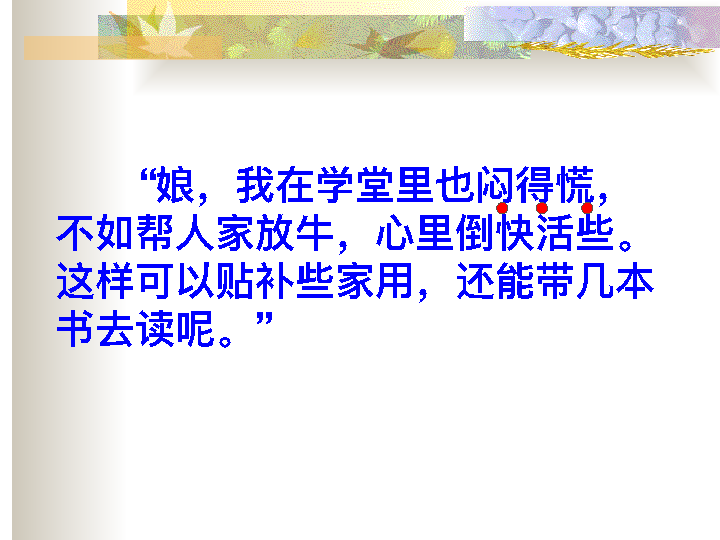 “娘，我在学堂里也闷得慌，
不如帮人家放牛，心里倒快活些。
这样可以贴补些家用，还能带几本
书去读呢。”